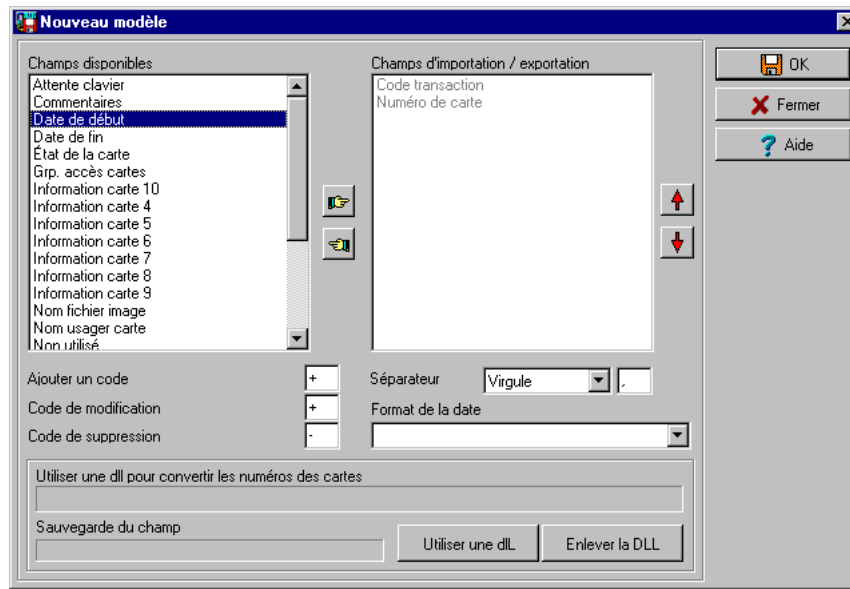 Nouveau modèle
Champs disponibles
Attente clavier
Commentaires
Date de début
Date de fin
État de la carte
Grp. accès cartes
Information carte 10
Information carte 4
Information carte 5
Information carte 6
Information carte 7
Information carte 8
Information carte 9
Nom fichier image
Nom usager carte
Non utilisé
Champs d'importation / exportation
Code transaction
Numéro de carte
OK
Fermer
? Aide
Ajouter un code +
Code de modification +
Code de suppression -
Séparateur Virgule ,
Format de la date
Utiliser une dll pour convertir les numéros des cartes
Sauvegarde du champ
Utiliser une dlL
Enlever la DLL